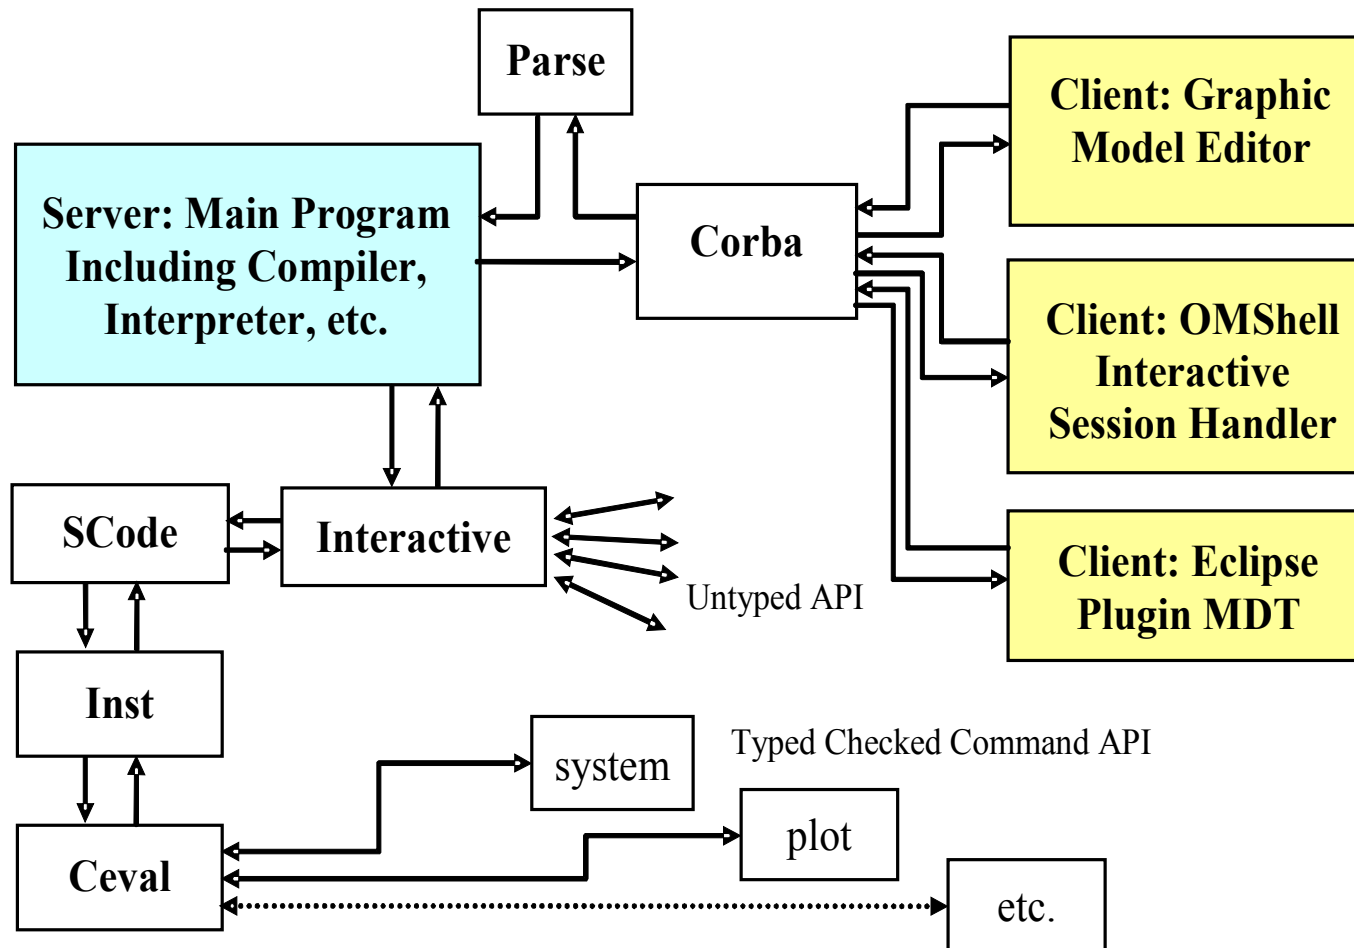 Parse
Client: Graphic
Model Editor
Server: Main Program
Including Compiler,
Interpreter, etc.
Corba
Client: OMShell
Interactive
Session Handler
SCode
Interactive
Untyped API
Client: Eclipse
Plugin MDT
Inst
system
Typed Checked Command API
plot
Ceval
etc.